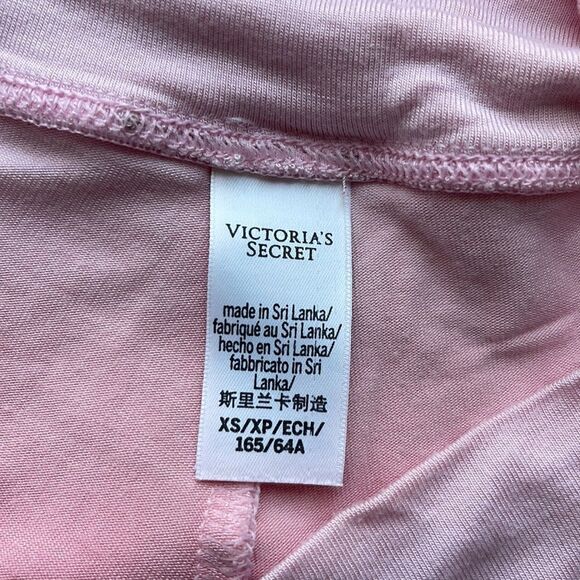 VICTORIA'S
SECRET
made in Sri Lanka/
fabriqué au Sri Lanka/
hecho en Sri Lanka/
fabbricato in Sri
Lanka/
斯里兰卡制造
XS/XP/ECH/
165/64A